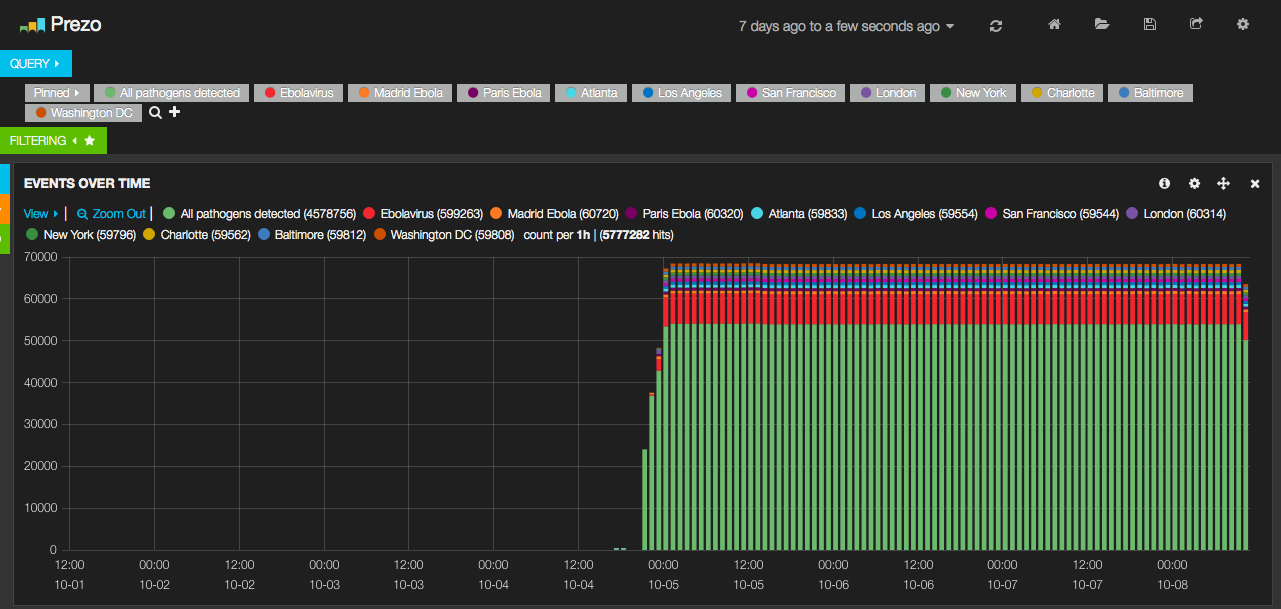 Prezo
7 days ago to a few seconds ago
QUERY
Pinned All pathogens detected Ebolavirus Madrid Ebola Paris Ebola Atlanta Los Angeles San Francisco London New York Charlotte Baltimore
Washington DC
FILTERING
EVENTS OVER TIME
View | Zoom Out | All pathogens detected (4578756) Ebolavirus (599263) Madrid Ebola (60720) Paris Ebola (60320) Atlanta (59833) Los Angeles (59554) San Francisco (59544) London (60314)
New York (59796) Charlotte (59562) Baltimore (59812) Washington DC (59808) count per 1h | (5777282 hits)
70000
60000
50000
40000
30000
20000
10000
0
12:00 00:00 12:00 00:00 12:00 00:00 12:00 00:00 12:00 00:00 12:00 00:00 12:00 00:00
10-01 10-02 10-02 10-03 10-03 10-04 10-04 10-05 10-05 10-06 10-06 10-07 10-07 10-08